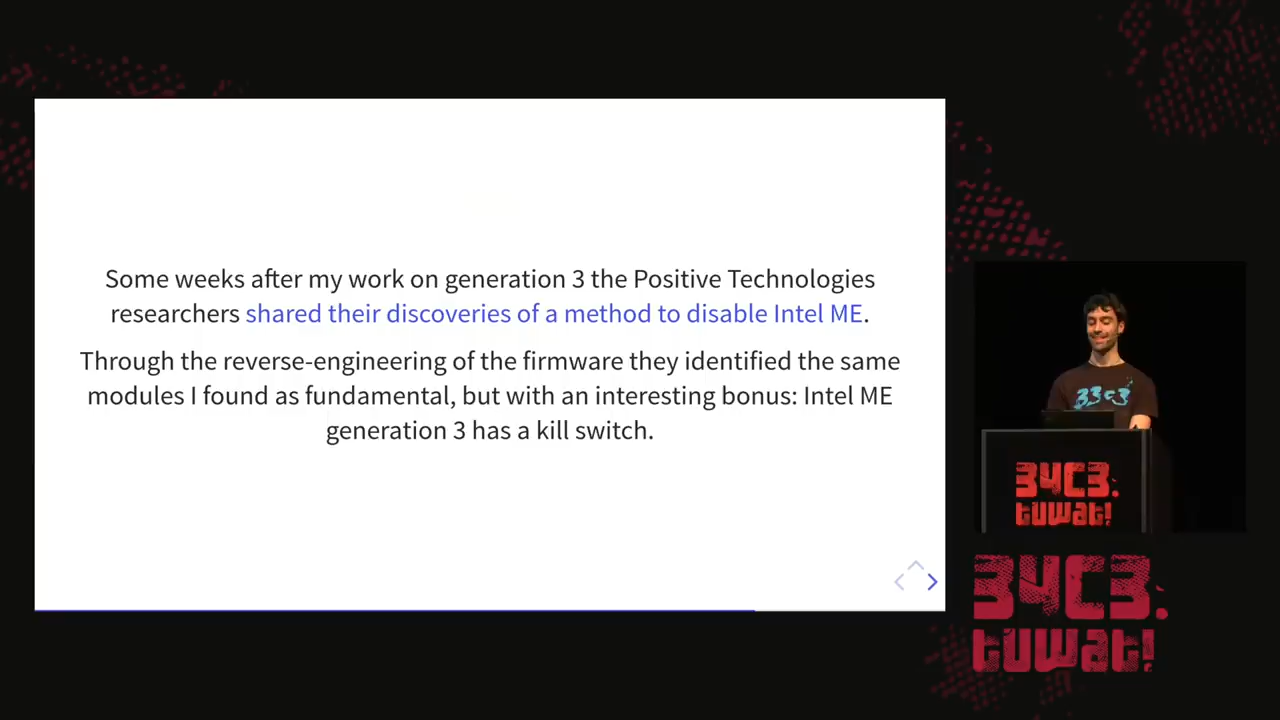 Some weeks after my work on generation 3 the Positive Technologies
researchers shared their discoveries of a method to disable Intel ME.
Through the reverse-engineering of the firmware they identified the same
modules I found as fundamental, but with an interesting bonus: Intel ME
generation 3 has a kill switch.
33c3
34C3.
tuwat!
34C3.
tuwat!